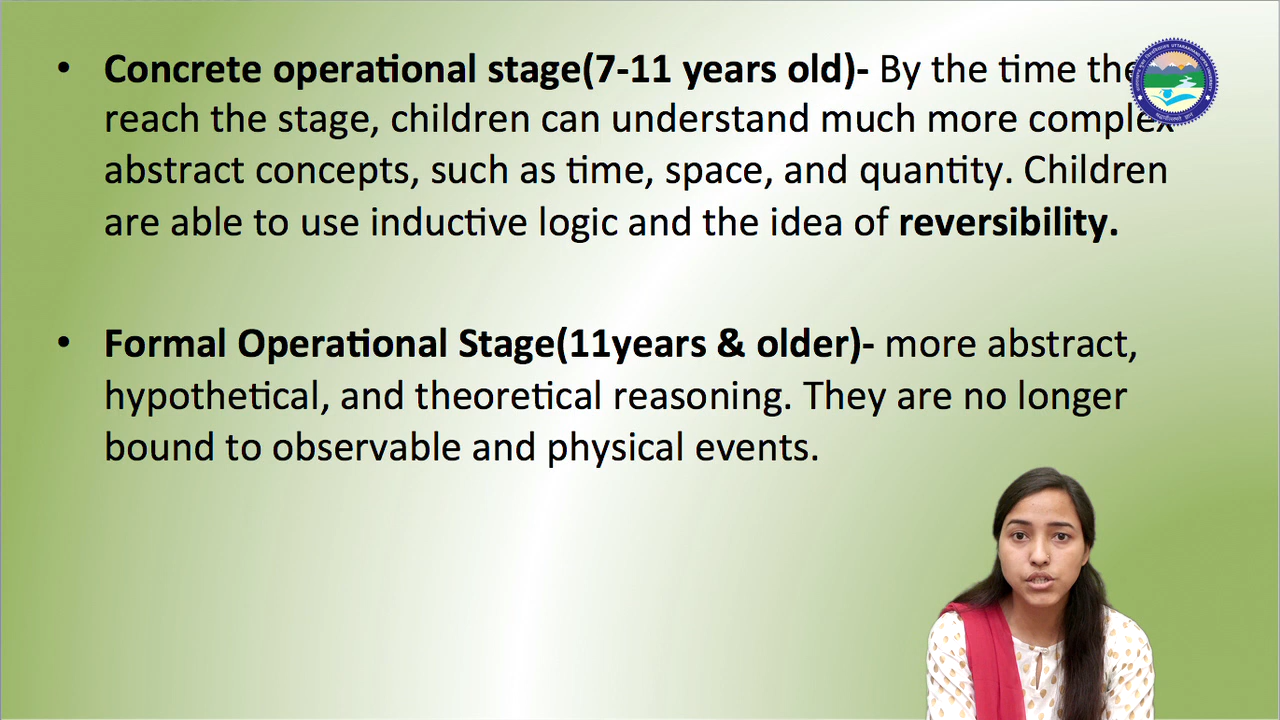 • Concrete operational stage(7-11 years old)- By the time the
reach the stage, children can understand much more complex
abstract concepts, such as time, space, and quantity. Children
are able to use inductive logic and the idea of reversibility.
• Formal Operational Stage(11years & older)- more abstract,
hypothetical, and theoretical reasoning. They are no longer
bound to observable and physical events.